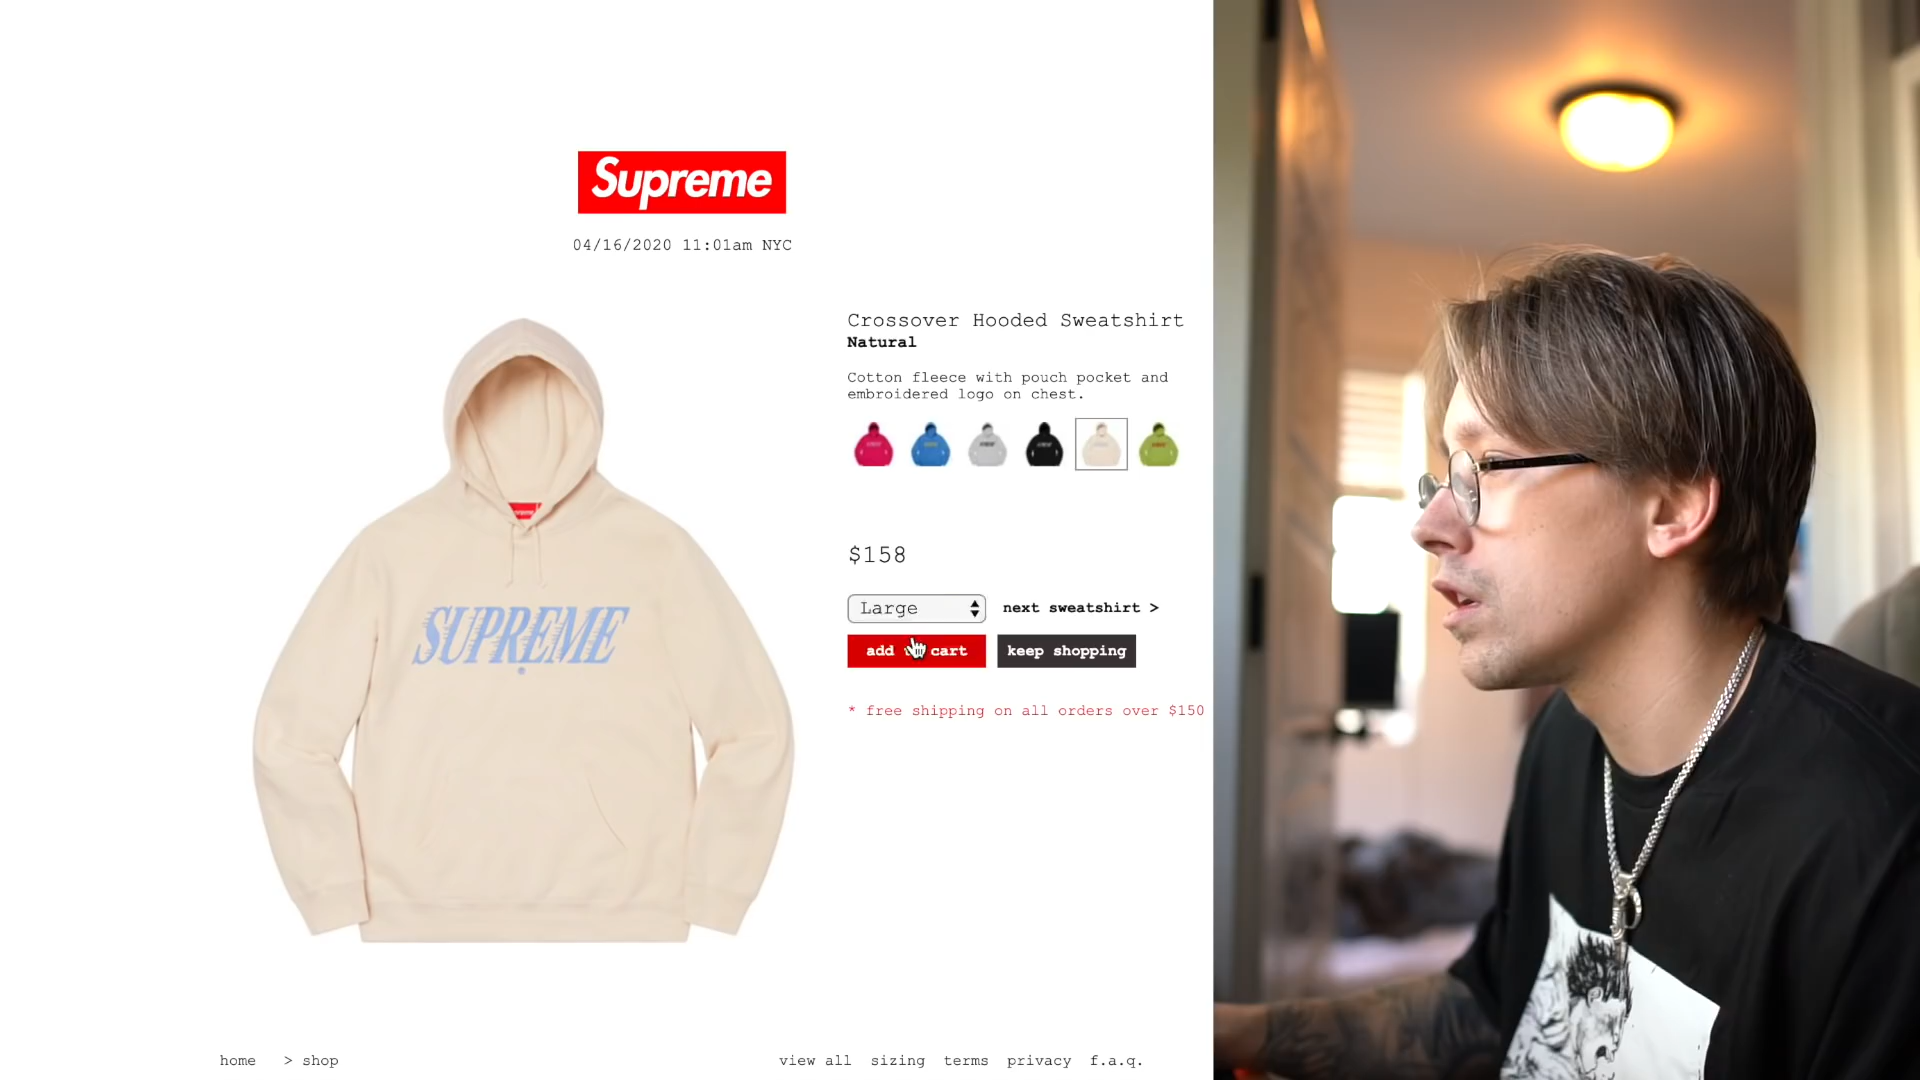 Supreme
04/16/2020 11:01am NYC
Crossover Hooded Sweatshirt
Natural
Cotton fleece with pouch pocket and
embroidered logo on chest.
SUPREME
$158
Large
next sweatshirt >
add cart
keep shopping
* free shipping on all orders over $150
home > shop
view all sizing terms privacy f.a.q.